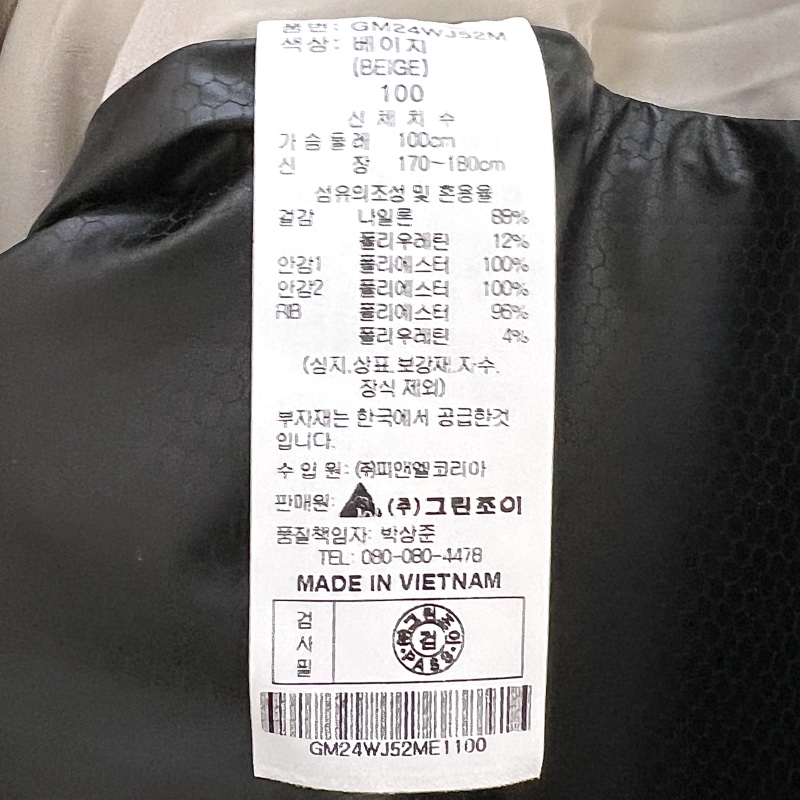 품번: GM24WJ52M
색상: 베이지
(BEIGE)
100
신체치수
가슴둘레 100cm
신장 170~180cm
섬유의조성 및 혼용율
겉감 나일론 88%
폴리우레탄 12%
안감1 폴리에스터 100%
안감2 폴리에스터 100%
RIB 폴리에스터 96%
폴리우레탄 4%
(심지,상표,보강재,자수,
장식 제외)
부자재는 한국에서 공급한것
입니다.
수입원: (주)피앤엘코리아
판매원: (주)그린조이
품질책임자: 박상준
TEL: 080-080-4478
MADE IN VIETNAM
검사필
㈜그린조이 검 PASS
GM24WJ52ME1100